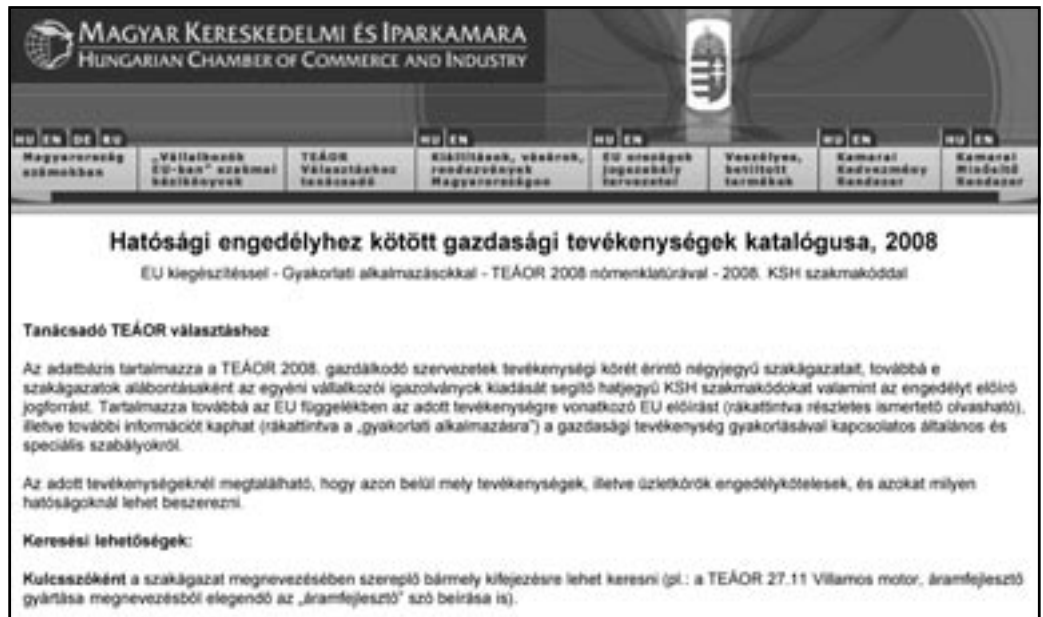 MAGYAR KERESKEDELMI ÉS IPARKAMARA
HUNGARIAN CHAMBER OF COMMERCE AND INDUSTRY
HU EN DE RU HU EN HU EN HU EN HU EN
Magyarország számokban
„Vállalkozók EU-ban” szakmai kézikönyvek
TEÁOR Választáshoz tanácsadó
Kiállítások, vásárok, rendezvények Magyarországon
EU országok jogszabály tervezetei
Veszélyes, betiltott termékek
Kamarai Kedvezmény Rendszer
Kamarai Minősítő Rendszer
Hatósági engedélyhez kötött gazdasági tevékenységek katalógusa, 2008
EU kiegészítéssel - Gyakorlati alkalmazásokkal - TEÁOR 2008 nómenklatúrával - 2008. KSH szakmakóddal
Tanácsadó TEÁOR választáshoz
Az adatbázis tartalmazza a TEÁOR 2008. gazdálkodó szervezetek tevékenységi körét érintő négyjegyű szakágazatait, továbbá e
szakágazatok alábontásaként az egyéni vállalkozói igazolványok kiadását segítő hatjegyű KSH szakmakódokat valamint az engedélyt előíró
jogforrást. Tartalmazza továbbá az EU függelékben az adott tevékenységre vonatkozó EU előírást (rákattintva részletes ismertető olvasható),
illetve további információt kaphat (rákattintva a „gyakorlati alkalmazásra”) a gazdasági tevékenység gyakorlásával kapcsolatos általános és
speciális szabályokról.
Az adott tevékenységeknél megtalálható, hogy azon belül mely tevékenységek, illetve üzletkörök engedélykötelesek, és azokat milyen
hatóságoknál lehet beszerezni.
Keresési lehetőségek:
Kulcsszóként a szakágazat megnevezésében szereplő bármely kifejezésre lehet keresni (pl.: a TEÁOR 27.11 Villamos motor, áramfejlesztő
gyártása megnevezésből elegendő az „áramfejlesztő” szó beírása is).